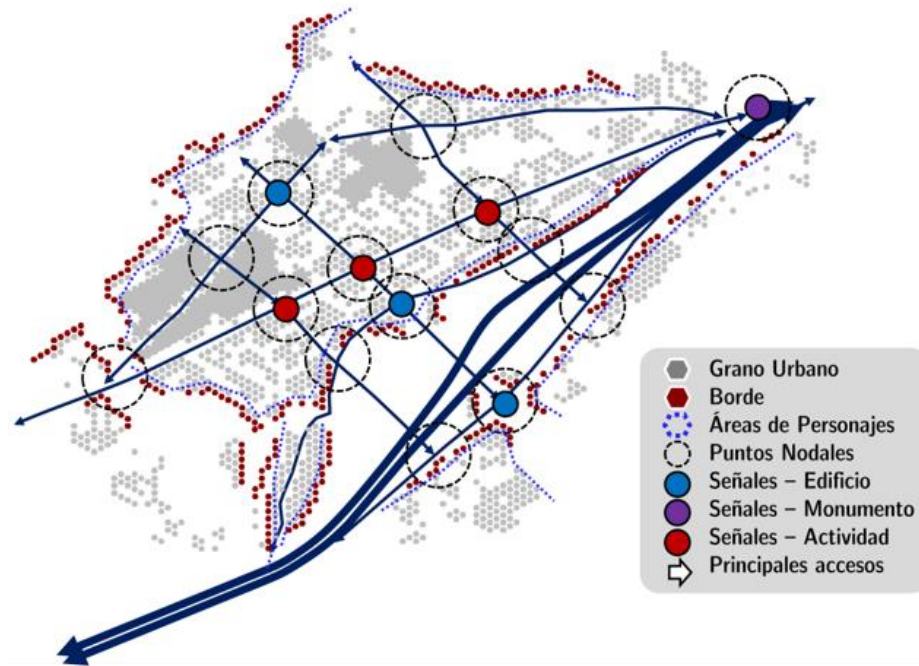 Grano Urbano
Borde
Áreas de Personajes
Puntos Nodales
Señales – Edificio
Señales – Monumento
Señales – Actividad
Principales accesos